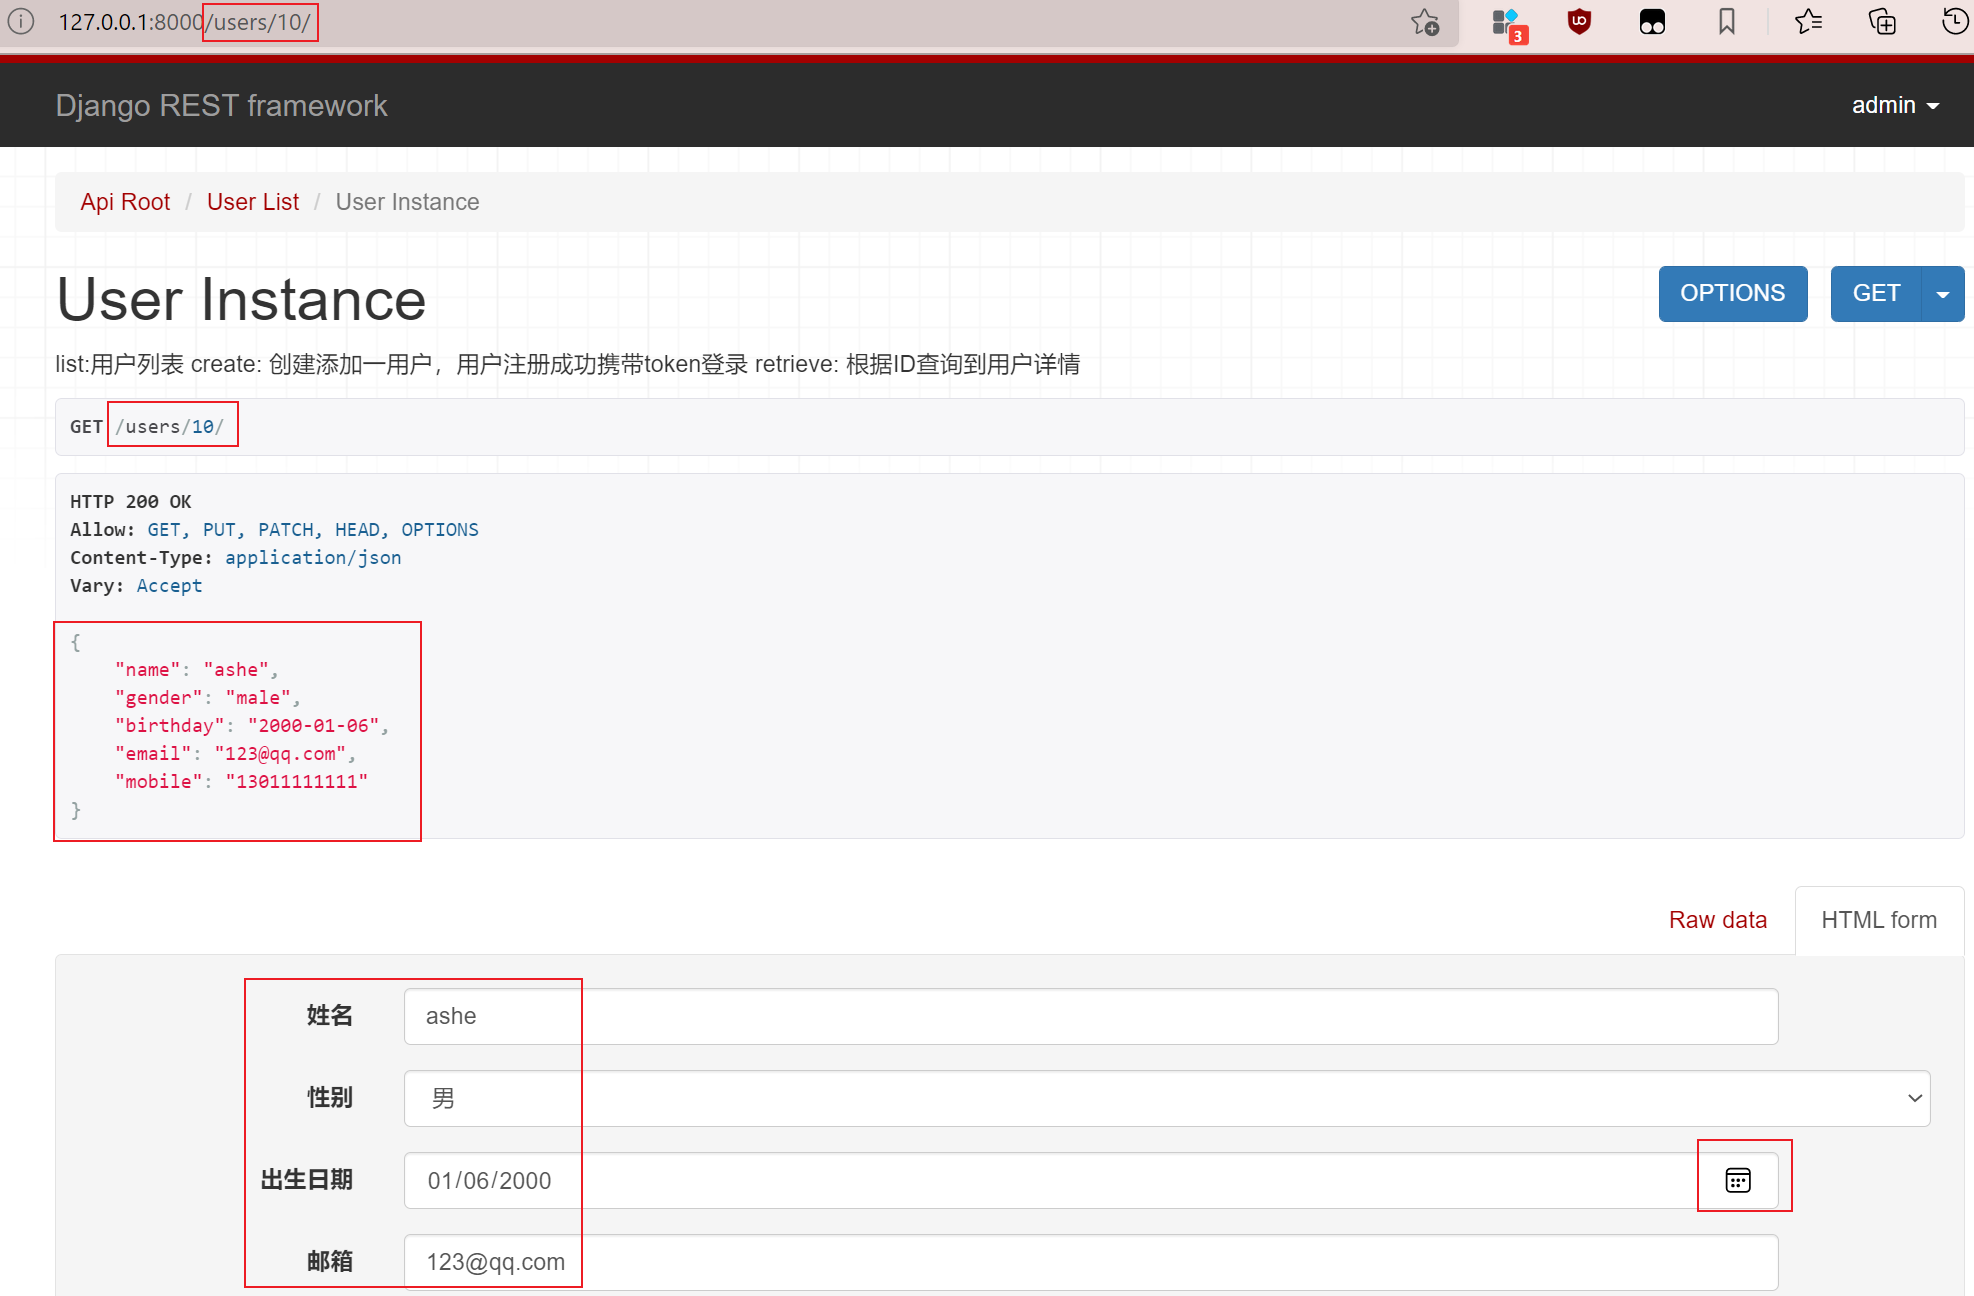 127.0.0.1:8000/users/10/
3
Django REST framework
admin
Api Root / User List / User Instance
User Instance
OPTIONS
GET
list:用户列表 create: 创建添加一用户，用户注册成功携带token登录 retrieve: 根据ID查询到用户详情
GET /users/10/
HTTP 200 OK
Allow: GET, PUT, PATCH, HEAD, OPTIONS
Content-Type: application/json
Vary: Accept
{
"name": "ashe",
"gender": "male",
"birthday": "2000-01-06",
"email": "123@qq.com",
"mobile": "13011111111"
}
Raw data
HTML form
姓名 ashe
性别 男
出生日期 01/06/2000
邮箱 123@qq.com